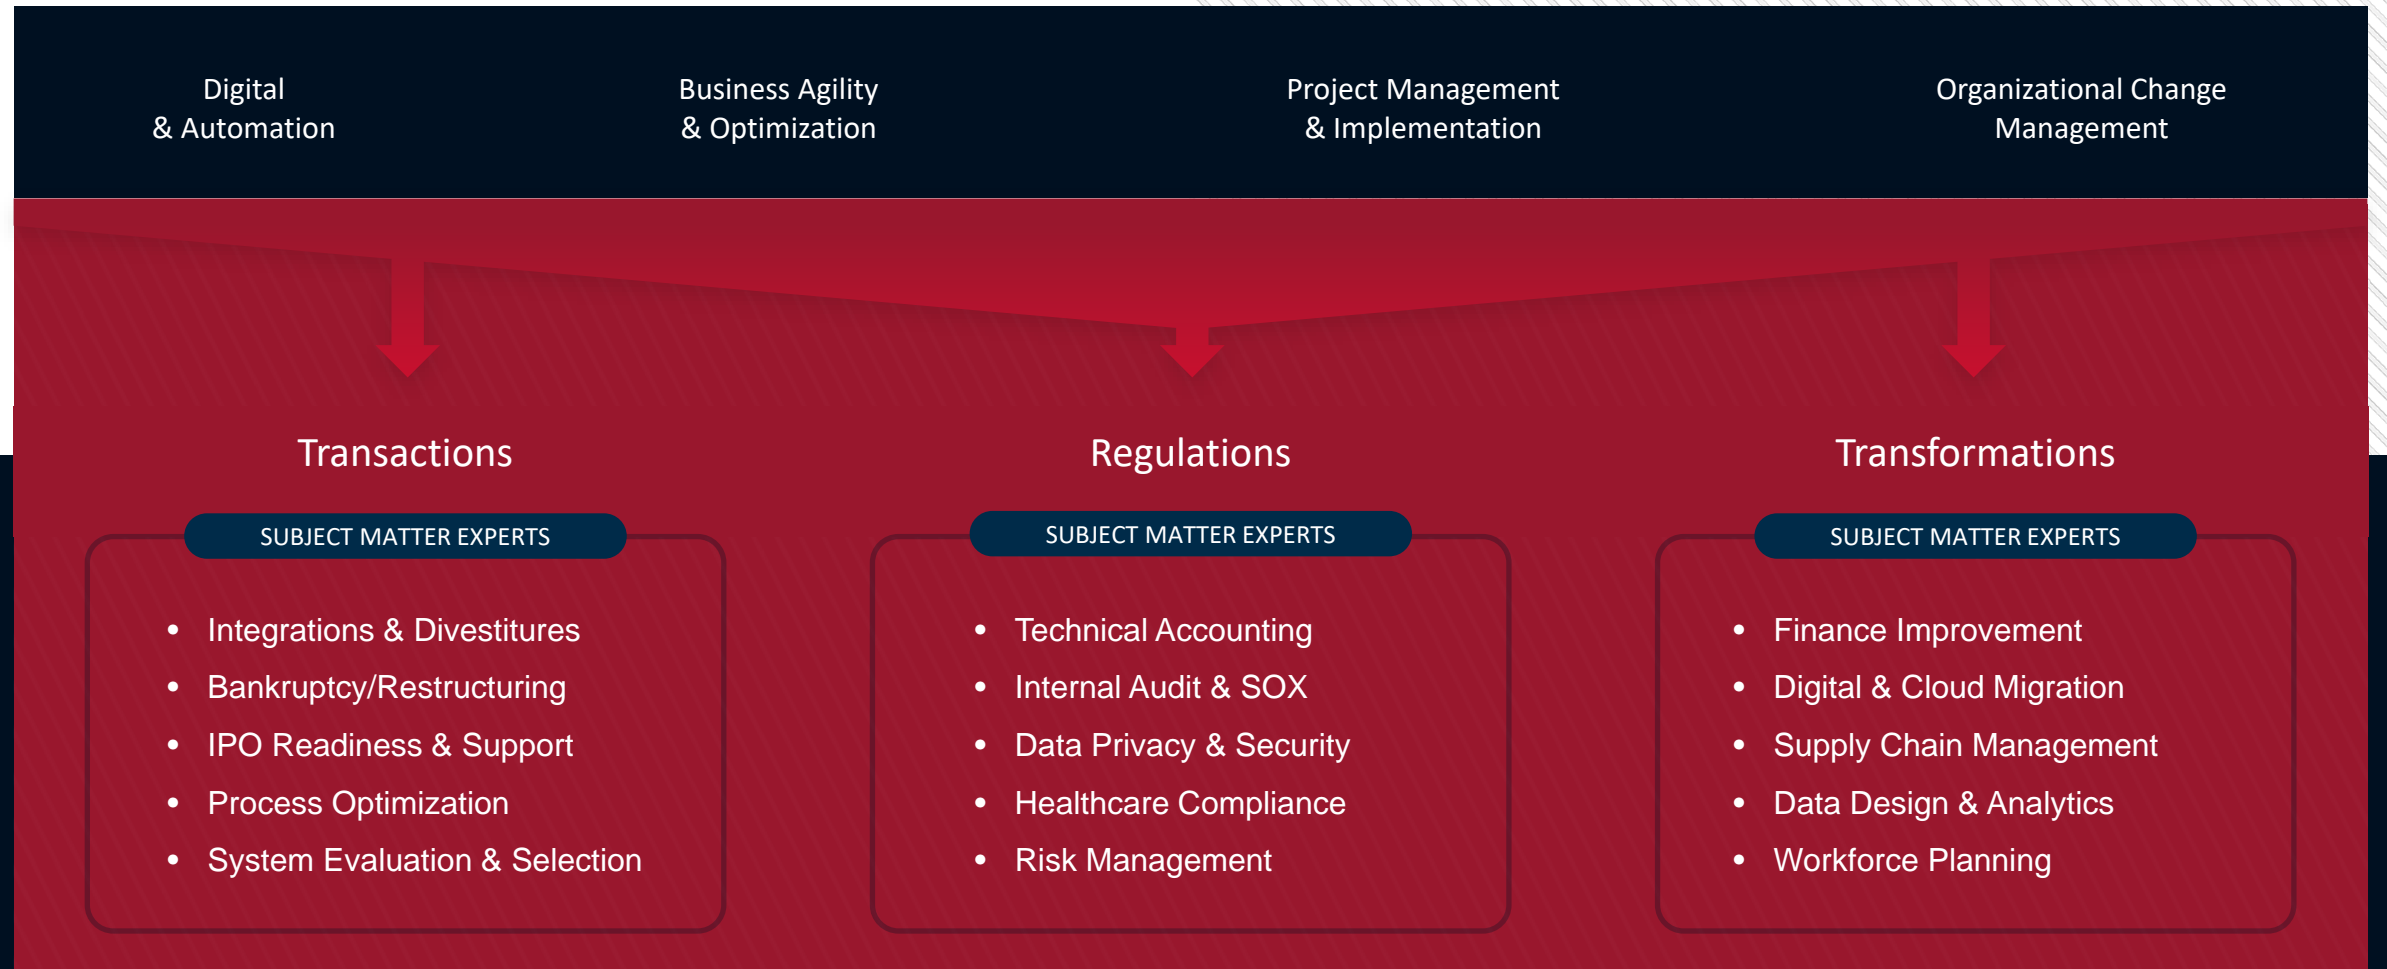 Digital
& Automation
Business Agility
& Optimization
Project Management
& Implementation
Organizational Change
Management
Transactions
SUBJECT MATTER EXPERTS
• Integrations & Divestitures
• Bankruptcy/Restructuring
• IPO Readiness & Support
• Process Optimization
• System Evaluation & Selection
Regulations
SUBJECT MATTER EXPERTS
• Technical Accounting
• Internal Audit & SOX
• Data Privacy & Security
• Healthcare Compliance
• Risk Management
Transformations
SUBJECT MATTER EXPERTS
• Finance Improvement
• Digital & Cloud Migration
• Supply Chain Management
• Data Design & Analytics
• Workforce Planning